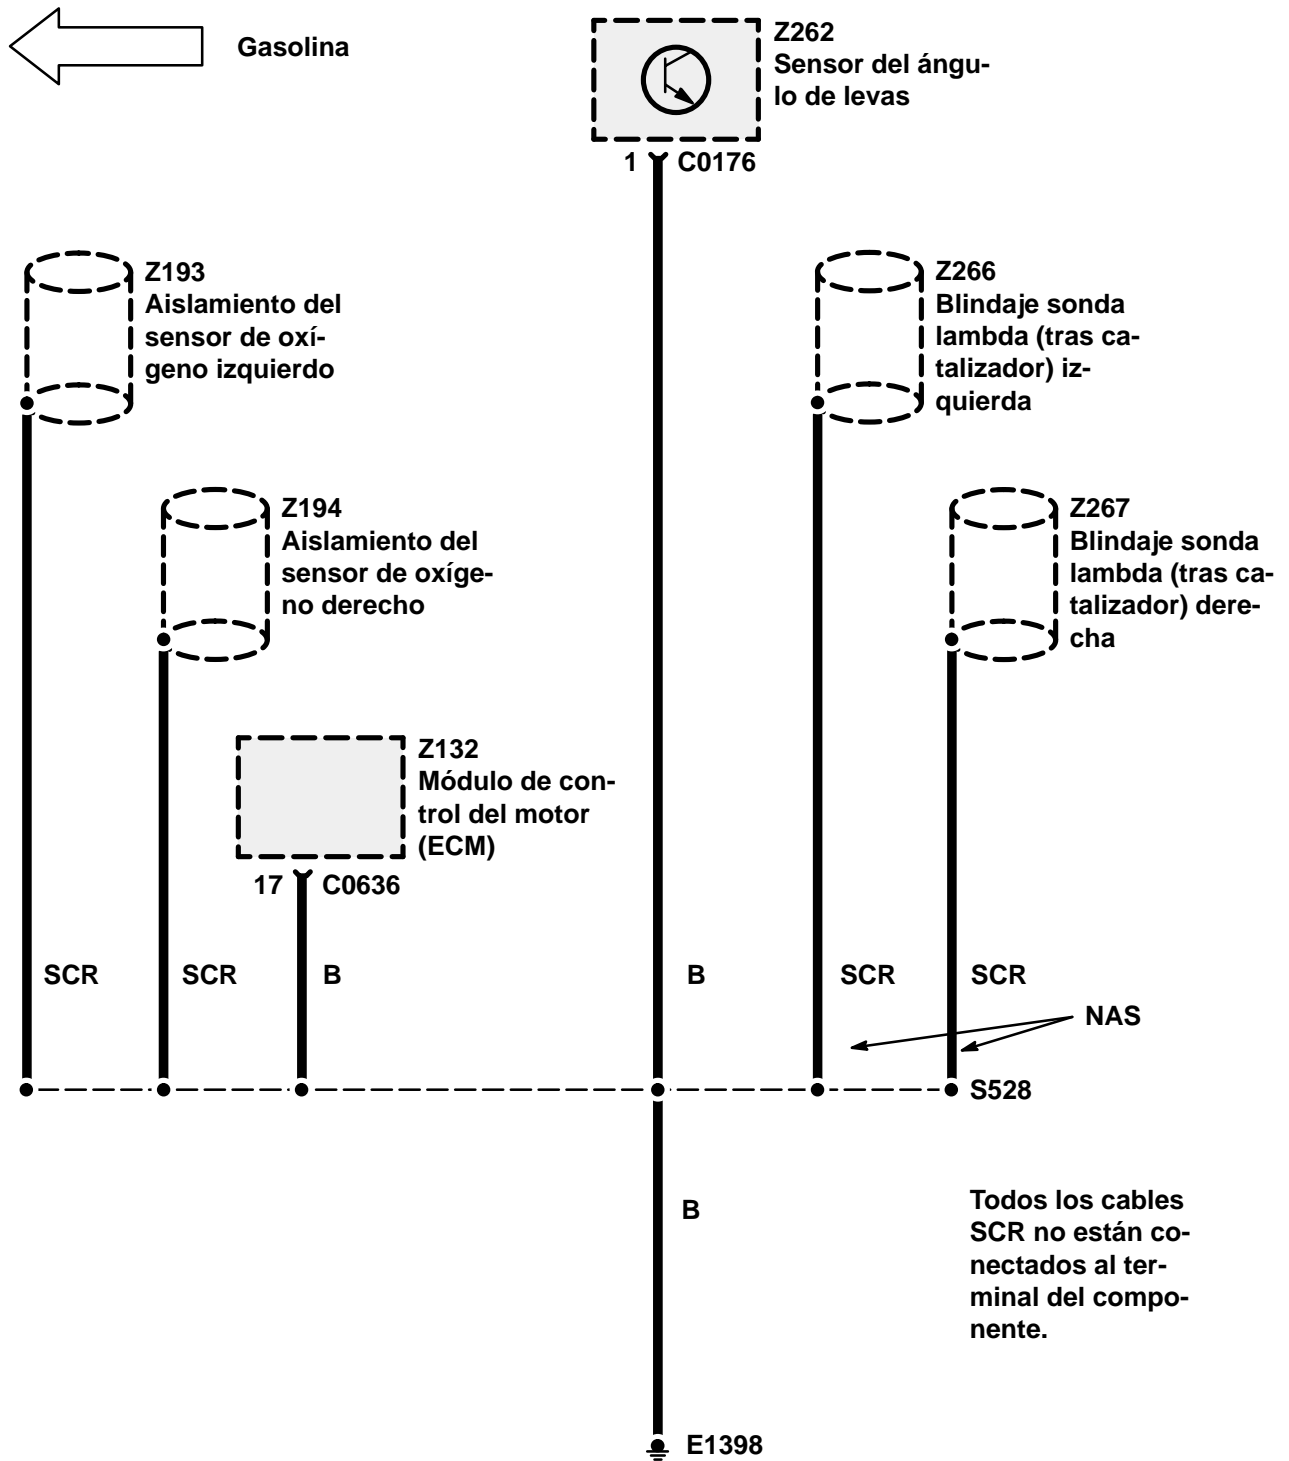 Gasolina
Z262
Sensor del ángu-
lo de levas
1 C0176
Z193
Aislamiento del
sensor de oxí-
geno izquierdo
Z266
Blindaje sonda
lambda (tras ca-
talizador) iz-
quierda
Z194
Aislamiento del
sensor de oxíge-
no derecho
Z267
Blindaje sonda
lambda (tras ca-
talizador) dere-
cha
Z132
Módulo de con-
trol del motor
(ECM)
17 C0636
SCR SCR B B SCR SCR
NAS
S528
B
Todos los cables
SCR no están co-
nectados al ter-
minal del compo-
nente.
E1398